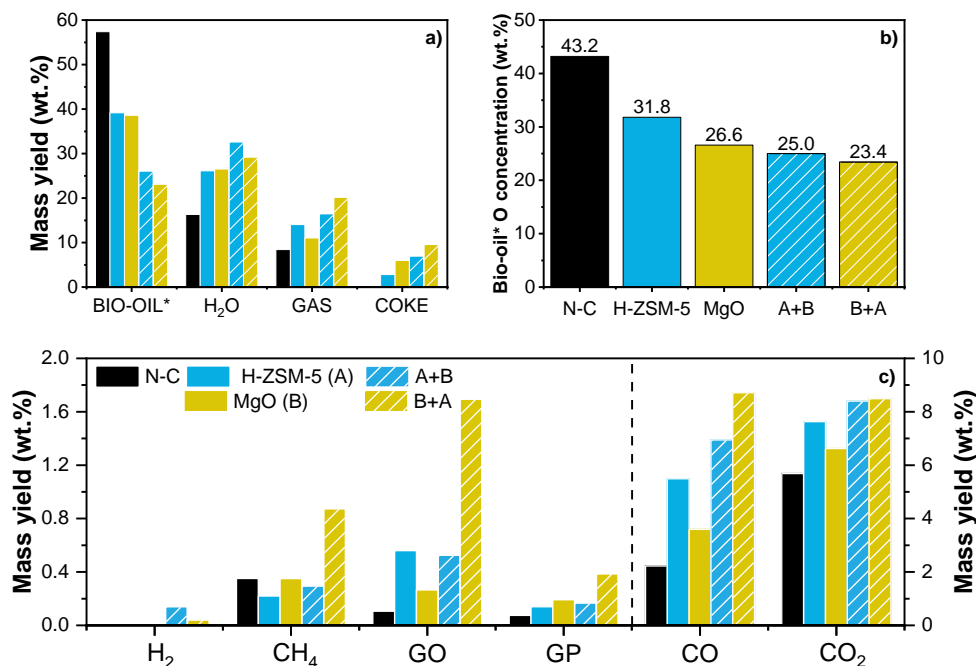 a)
Mass yield (wt.%)
60
50
40
30
20
10
0
BIO-OIL* H₂O GAS COKE
b)
Bio-oil* O concentration (wt.%)
50
40
30
20
10
0
43.2
31.8
26.6
25.0
23.4
N-C H-ZSM-5 MgO A+B B+A
c)
N-C H-ZSM-5 (A) A+B
MgO (B) B+A
Mass yield (wt.%)
2.0
1.6
1.2
0.8
0.4
0.0
H₂ CH₄ GO GP CO CO₂
10
8
6
4
2
0
Mass yield (wt.%)